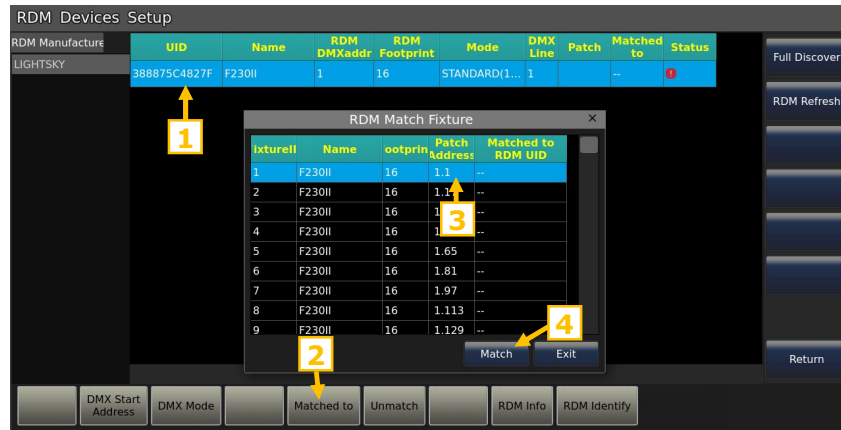 RDM Devices Setup
RDM Manufacture
LIGHTSKY
UID Name RDM DMXaddr RDM Footprint Mode DMX Line Patch Matched to Status
388875C4827F F230II 1 16 STANDARD(1... 1 --
1
RDM Match Fixture ×
ixtureII Name ootprin Patch Address Matched to RDM UID
1 F230II 16 1.1 --
2 F230II 16 --
3 F230II 16 --
4 F230II 16 --
5 F230II 16 1.65 --
6 F230II 16 1.81 --
7 F230II 16 1.97 --
8 F230II 16 1.113 --
9 F230II 16 1.129 --
3
4
2
Match Exit
Full Discover
RDM Refresh
Return
DMX Start Address
DMX Mode
Matched to
Unmatch
RDM Info
RDM Identify